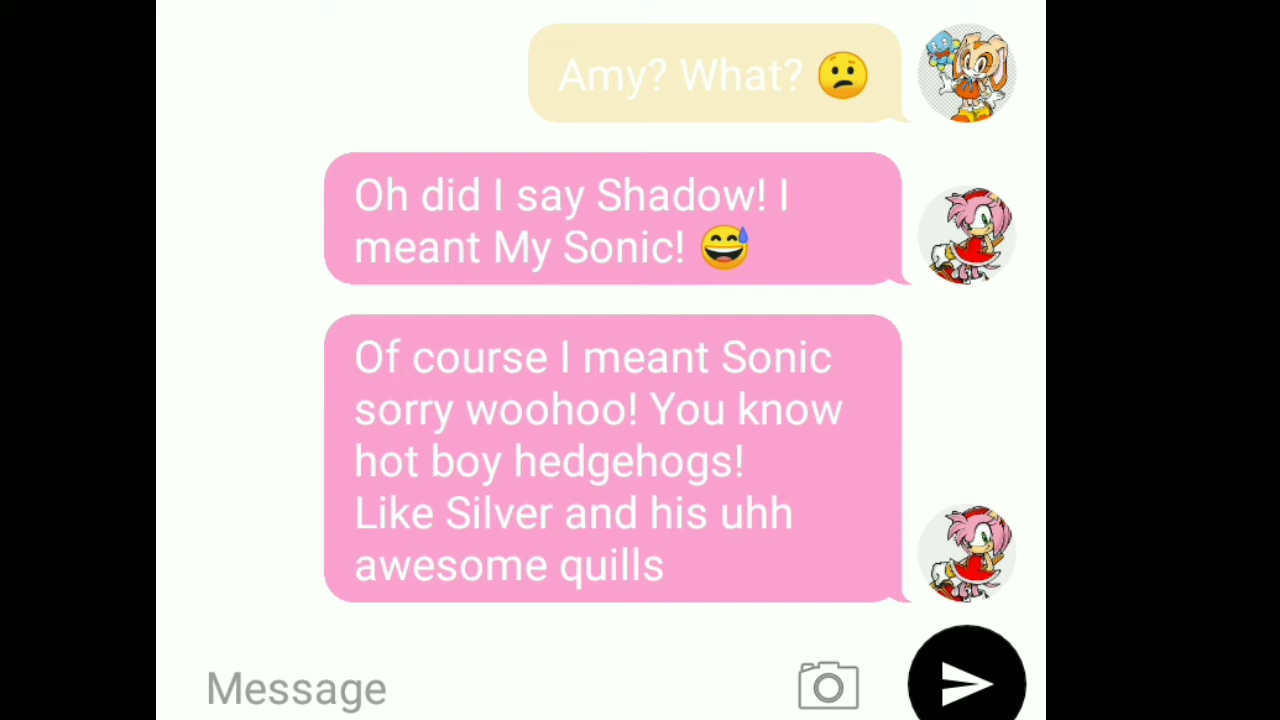 Amy? What? 😕
Oh did I say Shadow! I
meant My Sonic! 😅
Of course I meant Sonic
sorry woohoo! You know
hot boy hedgehogs!
Like Silver and his uhh
awesome quills
Message